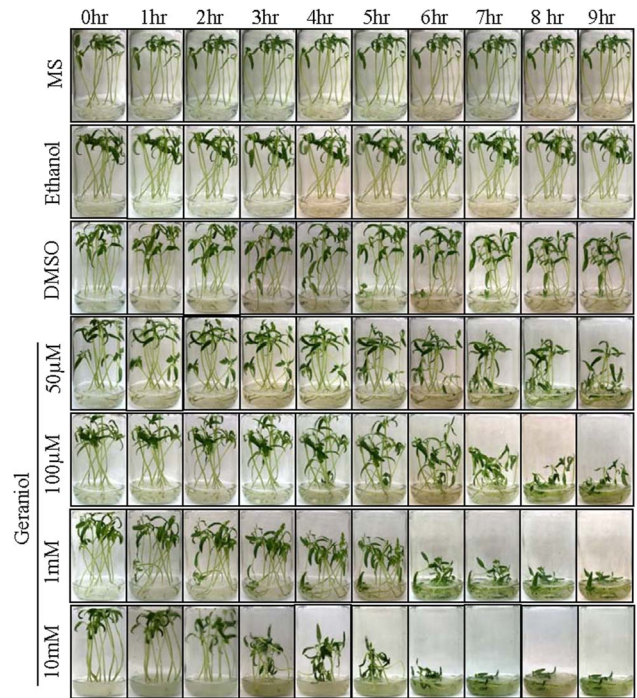 0hr 1hr 2hr 3hr 4hr 5hr 6hr 7hr 8 hr 9hr
MS
Ethanol
DMSO
Geraniol
50µM
100µM
1mM
10mM